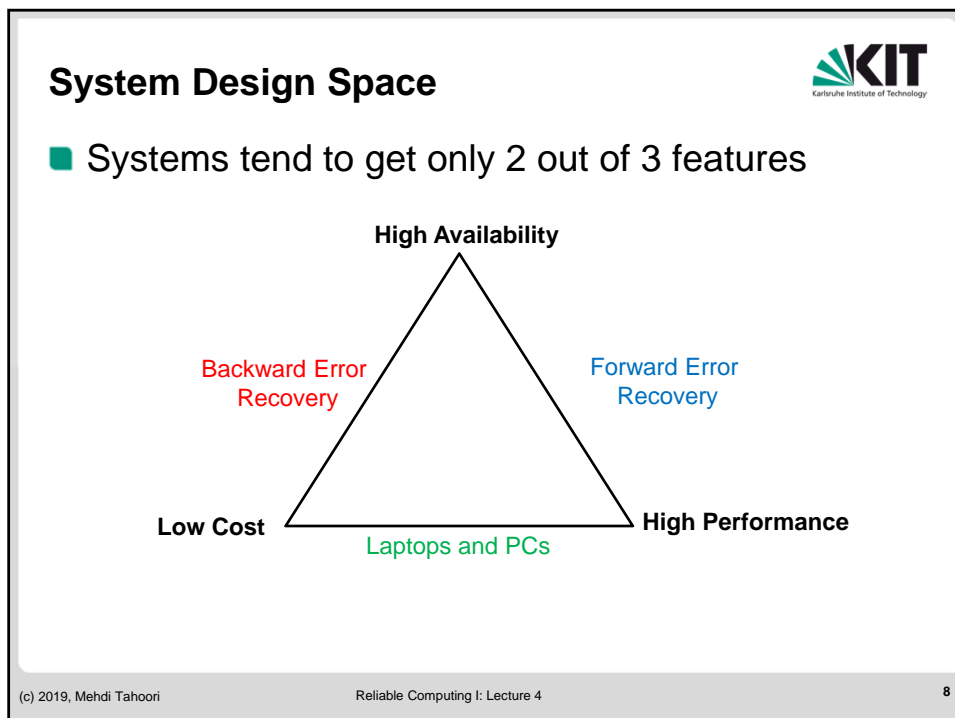 System Design Space
KIT
Karlsruhe Institute of Technology
Systems tend to get only 2 out of 3 features
High Availability
Backward Error
Recovery
Forward Error
Recovery
Low Cost
High Performance
Laptops and PCs
(c) 2019, Mehdi Tahoori
Reliable Computing I: Lecture 4
8